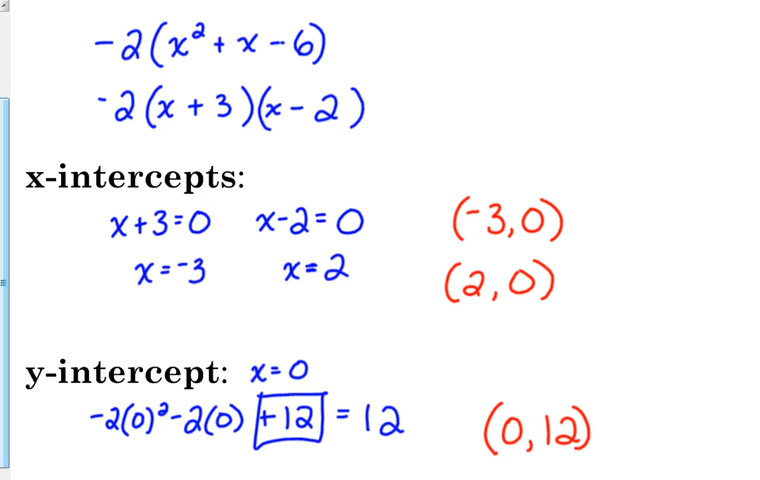 -2(x² + x - 6)
-2(x + 3)(x - 2)
x-intercepts:
x+3=0 x-2=0 (-3,0)
x=-3 x=2 (2,0)
y-intercept: x=0
-2(0)²-2(0) +12 = 12 (0,12)